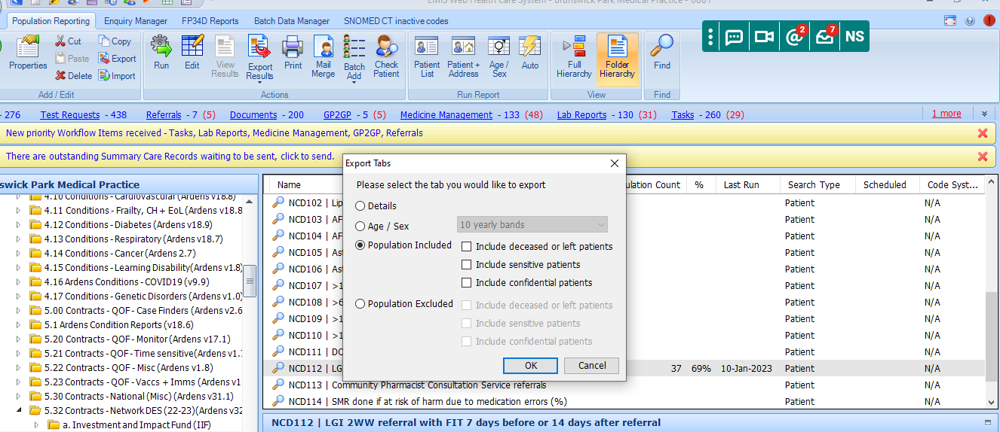 EMIS Web Health Care System - Brunswick Park Medical Practice - 6681
Population Reporting Enquiry Manager FP34D Reports Batch Data Manager SNOMED CT inactive codes
Properties
Cut
Copy
Paste
Export
Delete
Import
Add / Edit
Run
Edit
View Results
Export Results
Print
Mail Merge
Batch Add
Check Patient
Actions
Patient List
Patient + Address
Age / Sex
Auto
Run Report
Full Hierarchy
Folder Hierarchy
View
Find
Find
@ 2 7 NS
- 276 Test Requests - 438 Referrals - 7 (5) Documents - 200 GP2GP - 5 (5) Medicine Management - 133 (48) Lab Reports - 130 (31) Tasks - 260 (29) 1 more
New priority Workflow Items received - Tasks, Lab Reports, Medicine Management, GP2GP, Referrals
There are outstanding Summary Care Records waiting to be sent, click to send.
swick Park Medical Practice
4.10 Conditions - Cardiovascular (Ardens v18.8)
4.11 Conditions - Frailty, CH + EoL (Ardens v18.8
4.12 Conditions - Diabetes (Ardens v18.9)
4.13 Conditions - Respiratory (Ardens v18.7)
4.14 Conditions - Cancer (Ardens 2.7)
4.15 Conditions - Learning Disability(Ardens v1.8)
4.16 Ardens Conditions - COVID19 (v9.9)
4.17 Conditions - Genetic Disorders (Ardens v1.0)
5.00 Contracts - QOF - Case Finders (Ardens v2.6
5.1 Ardens Condition Reports (v18.6)
5.20 Contracts - QOF - Monitor (Ardens v17.1)
5.21 Contracts - QOF - Time sensitive(Ardens v1.
5.22 Contracts - QOF - Misc (Ardens v1.8)
5.23 Contracts - QOF - Vaccs + Imms (Ardens v1
5.30 Contracts - National (Misc) (Ardens v31.1)
5.32 Contracts - Network DES (22-23)(Ardens v32
a. Investment and Impact Fund (IIF)
Name ulation Count % Last Run Search Type Scheduled Code Syst...
NCD102 | Lip Patient N/A
NCD103 | AF Patient N/A
NCD104 | AF Patient N/A
NCD105 | Ast Patient N/A
NCD106 | Ast Patient N/A
NCD107 | >1 Patient N/A
NCD108 | >6 Patient N/A
NCD109 | >1 Patient N/A
NCD110 | >1 Patient N/A
NCD111 | DO Patient N/A
NCD112 | LG 37 69% 10-Jan-2023 Patient N/A
NCD113 | Community Pharmacist Consultation Service referrals Patient N/A
NCD114 | SMR done if at risk of harm due to medication errors (%) Patient N/A
NCD112 | LGI 2WW referral with FIT 7 days before or 14 days after referral
Export Tabs
Please select the tab you would like to export
Details
Age / Sex 10 yearly bands
Population Included Include deceased or left patients
Include sensitive patients
Include confidential patients
Population Excluded Include deceased or left patients
Include sensitive patients
Include confidential patients
OK Cancel